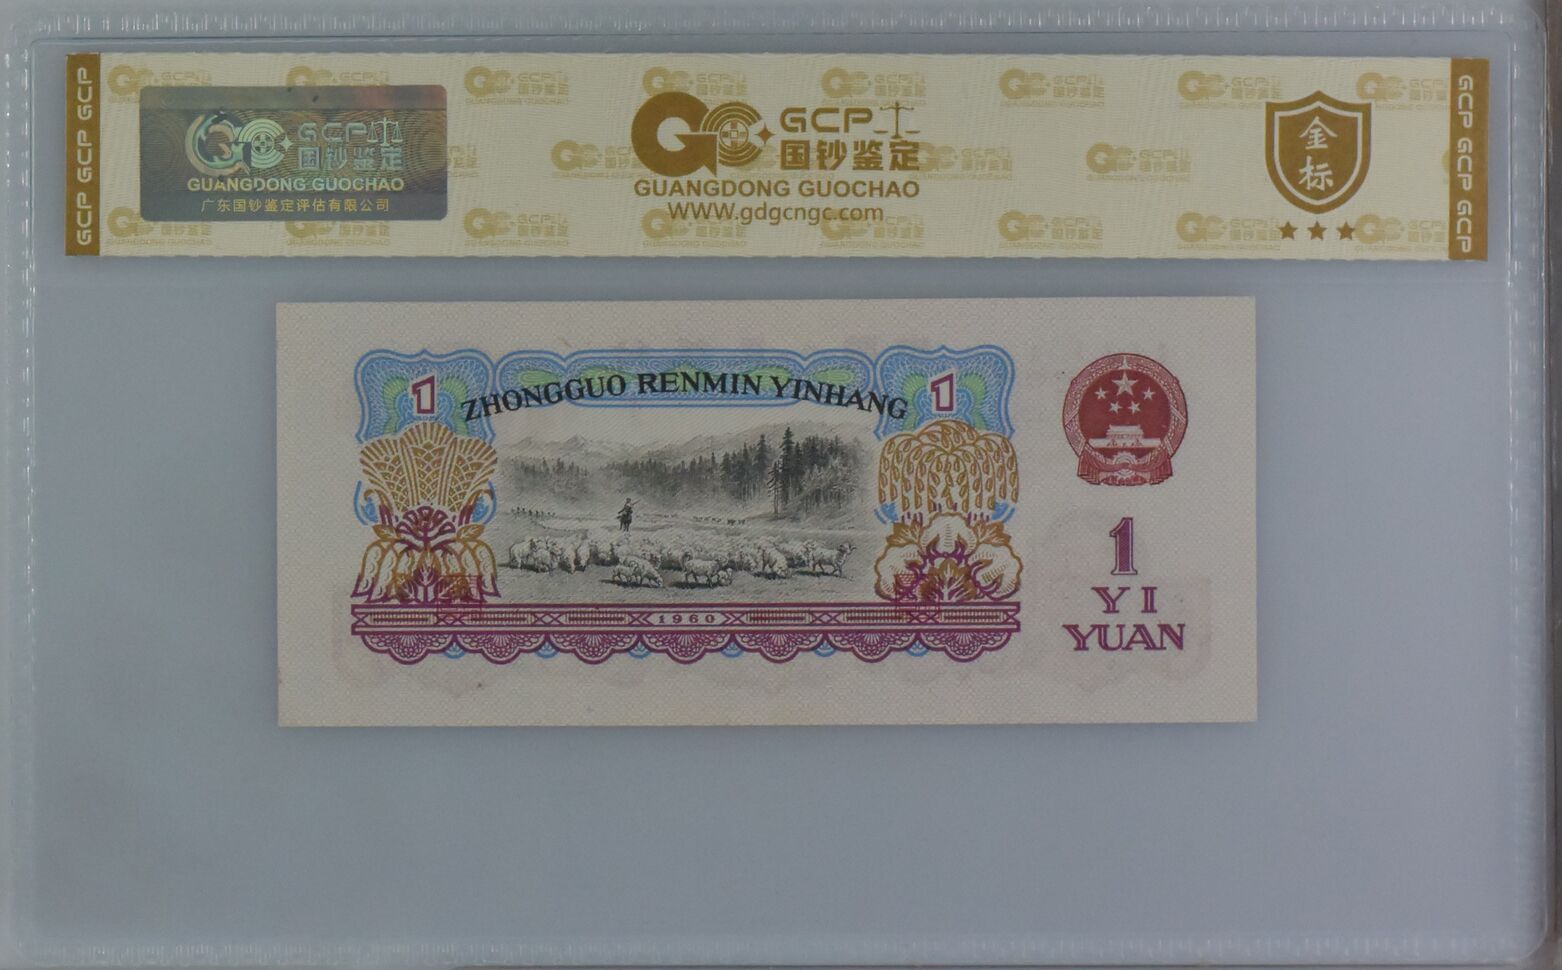 GCP GCP GCP
GCP
国钞鉴定
GUANGDONG GUOCHAO
广东国钞鉴定评估有限公司
GCP
国钞鉴定
GUANGDONG GUOCHAO
WWW.gdgcngc.com
金
标
GCP GCP GCP
1
ZHONGGUO RENMIN YINHANG
1
1960
1
YI
YUAN